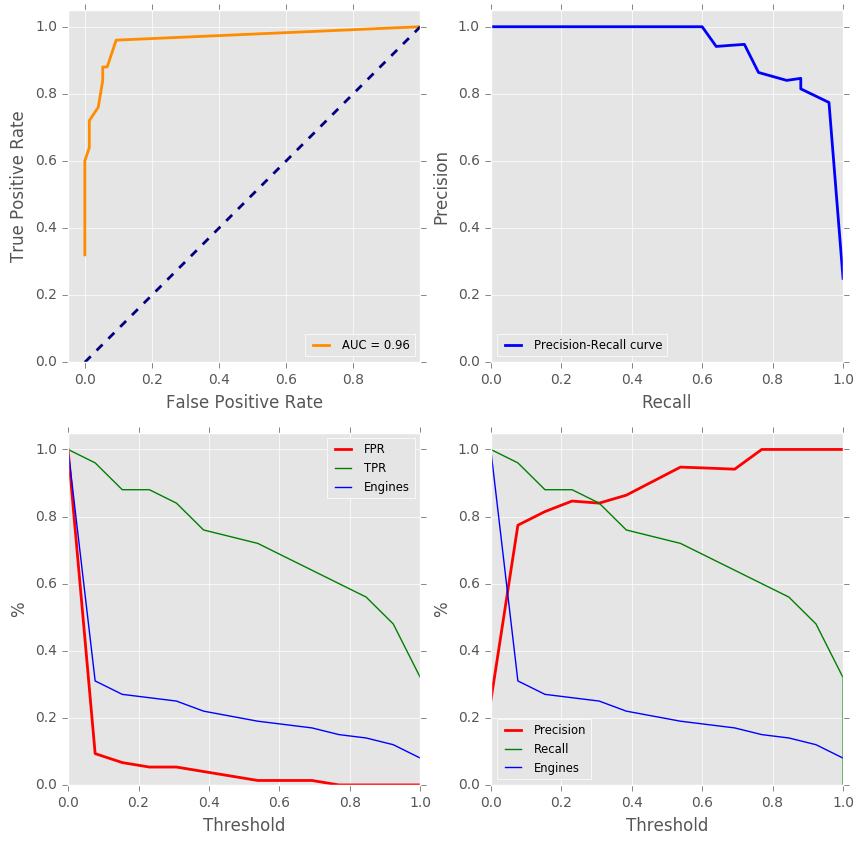 1.0
0.8
0.6
0.4
0.2
0.0
True Positive Rate
0.0 0.2 0.4 0.6 0.8
False Positive Rate
AUC = 0.96
1.0
0.8
0.6
0.4
0.2
0.0
Precision
0.0 0.2 0.4 0.6 0.8 1.0
Recall
Precision-Recall curve
1.0
0.8
0.6
0.4
0.2
0.0
%
0.0 0.2 0.4 0.6 0.8 1.0
Threshold
FPR
TPR
Engines
1.0
0.8
0.6
0.4
0.2
0.0
%
0.0 0.2 0.4 0.6 0.8 1.0
Threshold
Precision
Recall
Engines